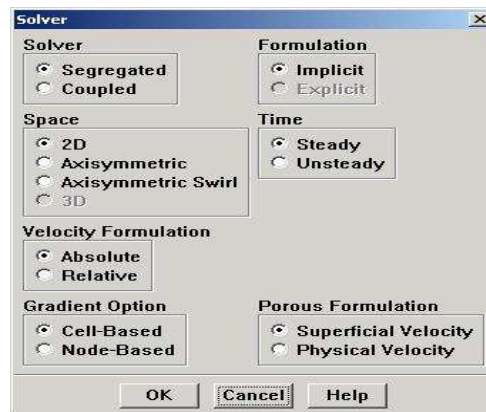 Solver
Solver
Segregated
Coupled
Formulation
Implicit
Explicit
Space
2D
Axisymmetric
Axisymmetric Swirl
3D
Time
Steady
Unsteady
Velocity Formulation
Absolute
Relative
Gradient Option
Cell-Based
Node-Based
Porous Formulation
Superficial Velocity
Physical Velocity
OK
Cancel
Help